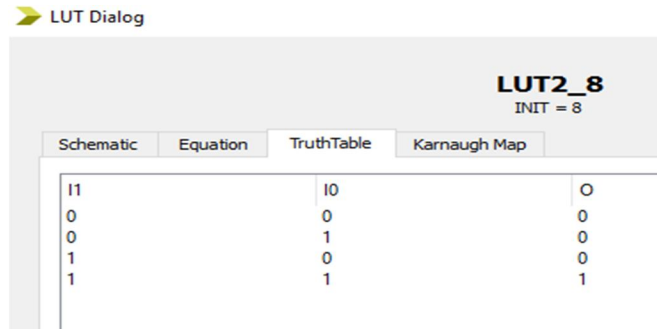 LUT Dialog
LUT2_8
INIT = 8
Schematic Equation TruthTable Karnaugh Map
I1 I0 O
0 0 0
0 1 0
1 0 0
1 1 1